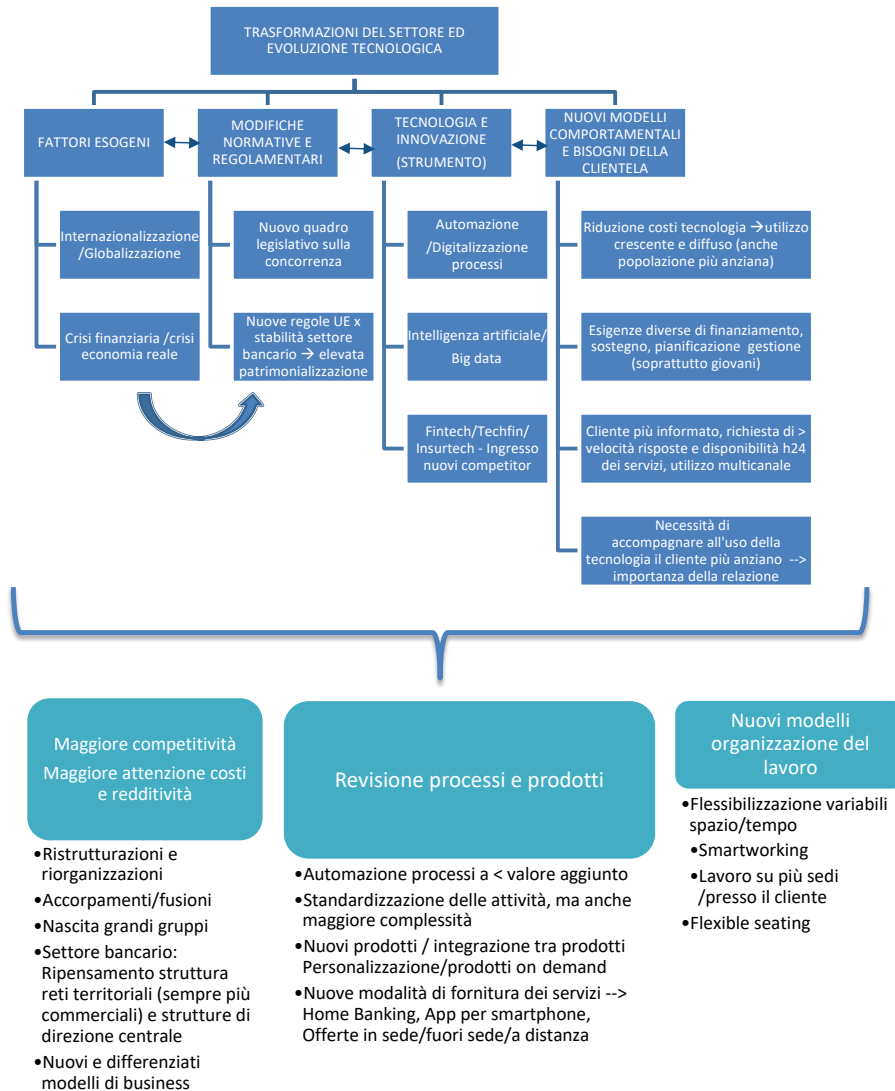 TRASFORMAZIONI DEL SETTORE ED
EVOLUZIONE TECNOLOGICA
FATTORI ESOGENI
MODIFICHE
NORMATIVE E
REGOLAMENTARI
TECNOLOGIA E
INNOVAZIONE
(STRUMENTO)
NUOVI MODELLI
COMPORTAMENTALI
E BISOGNI DELLA
CLIENTELA
Internazionalizzazione
/Globalizzazione
Crisi finanziaria /crisi
economia reale
Nuovo quadro
legislativo sulla
concorrenza
Nuove regole UE x
stabilità settore
bancario → elevata
patrimonializzazione
Automazione
/Digitalizzazione
processi
Intelligenza artificiale/
Big data
Fintech/Techfin/
Insurtech - Ingresso
nuovi competitor
Riduzione costi tecnologia →utilizzo
crescente e diffuso (anche
popolazione più anziana)
Esigenze diverse di finanziamento,
sostegno, pianificazione gestione
(soprattutto giovani)
Cliente più informato, richiesta di >
velocità risposte e disponibilità h24
dei servizi, utilizzo multicanale
Necessità di
accompagnare all'uso della
tecnologia il cliente più anziano -->
importanza della relazione
Maggiore competitività
Maggiore attenzione costi
e redditività
•Ristrutturazioni e
riorganizzazioni
•Accorpamenti/fusioni
•Nascita grandi gruppi
•Settore bancario:
Ripensamento struttura
reti territoriali (sempre più
commerciali) e strutture di
direzione centrale
•Nuovi e differenziati
modelli di business
Revisione processi e prodotti
•Automazione processi a < valore aggiunto
•Standardizzazione delle attività, ma anche
maggiore complessità
•Nuovi prodotti / integrazione tra prodotti
Personalizzazione/prodotti on demand
•Nuove modalità di fornitura dei servizi -->
Home Banking, App per smartphone,
Offerte in sede/fuori sede/a distanza
Nuovi modelli
organizzazione del
lavoro
•Flessibilizzazione variabili
spazio/tempo
•Smartworking
•Lavoro su più sedi
/presso il cliente
•Flexible seating